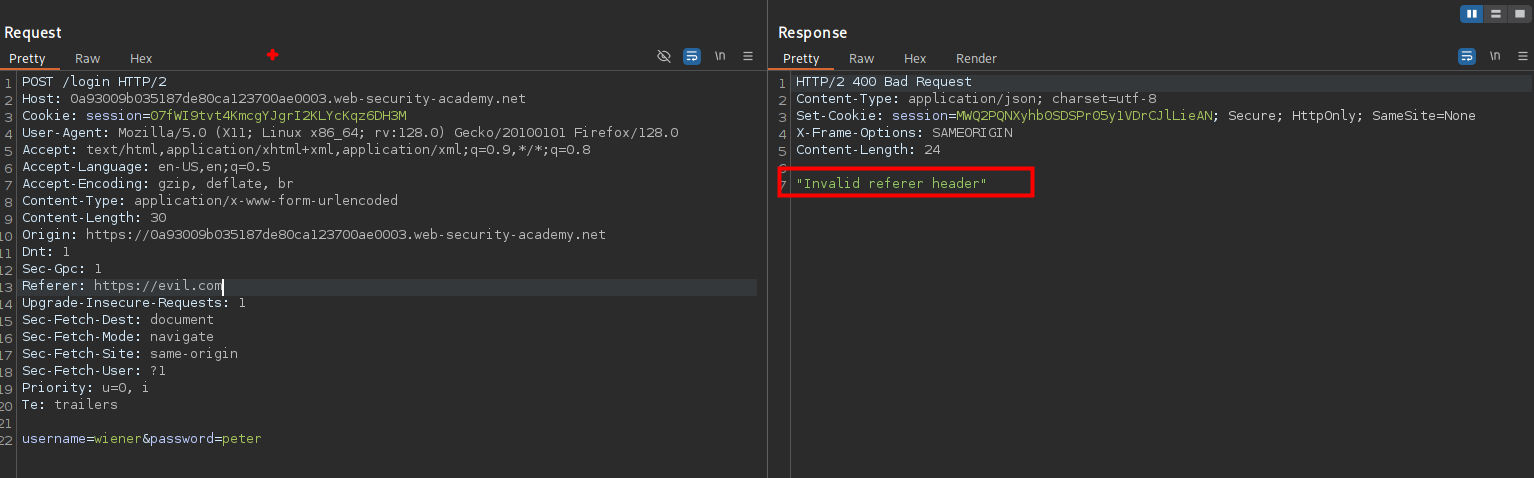 Request
Pretty Raw Hex \n
1 POST /login HTTP/2
2 Host: 0a93009b035187de80ca123700ae0003.web-security-academy.net
3 Cookie: session=O7fWI9tvt4KmcgYJgrI2KLYcKqz6DH3M
4 User-Agent: Mozilla/5.0 (X11; Linux x86_64; rv:128.0) Gecko/20100101 Firefox/128.0
5 Accept: text/html,application/xhtml+xml,application/xml;q=0.9,*/*;q=0.8
6 Accept-Language: en-US,en;q=0.5
7 Accept-Encoding: gzip, deflate, br
8 Content-Type: application/x-www-form-urlencoded
9 Content-Length: 30
10 Origin: https://0a93009b035187de80ca123700ae0003.web-security-academy.net
11 Dnt: 1
12 Sec-Gpc: 1
13 Referer: https://evil.com
14 Upgrade-Insecure-Requests: 1
15 Sec-Fetch-Dest: document
16 Sec-Fetch-Mode: navigate
17 Sec-Fetch-Site: same-origin
18 Sec-Fetch-User: ?1
19 Priority: u=0, i
20 Te: trailers
21
22 username=wiener&password=peter
Response
Pretty Raw Hex Render \n
1 HTTP/2 400 Bad Request
2 Content-Type: application/json; charset=utf-8
3 Set-Cookie: session=MWQ2PQNXyhbOSDSPrO5y1VDrCJlLieAN; Secure; HttpOnly; SameSite=None
4 X-Frame-Options: SAMEORIGIN
5 Content-Length: 24
6
7 "Invalid referer header"